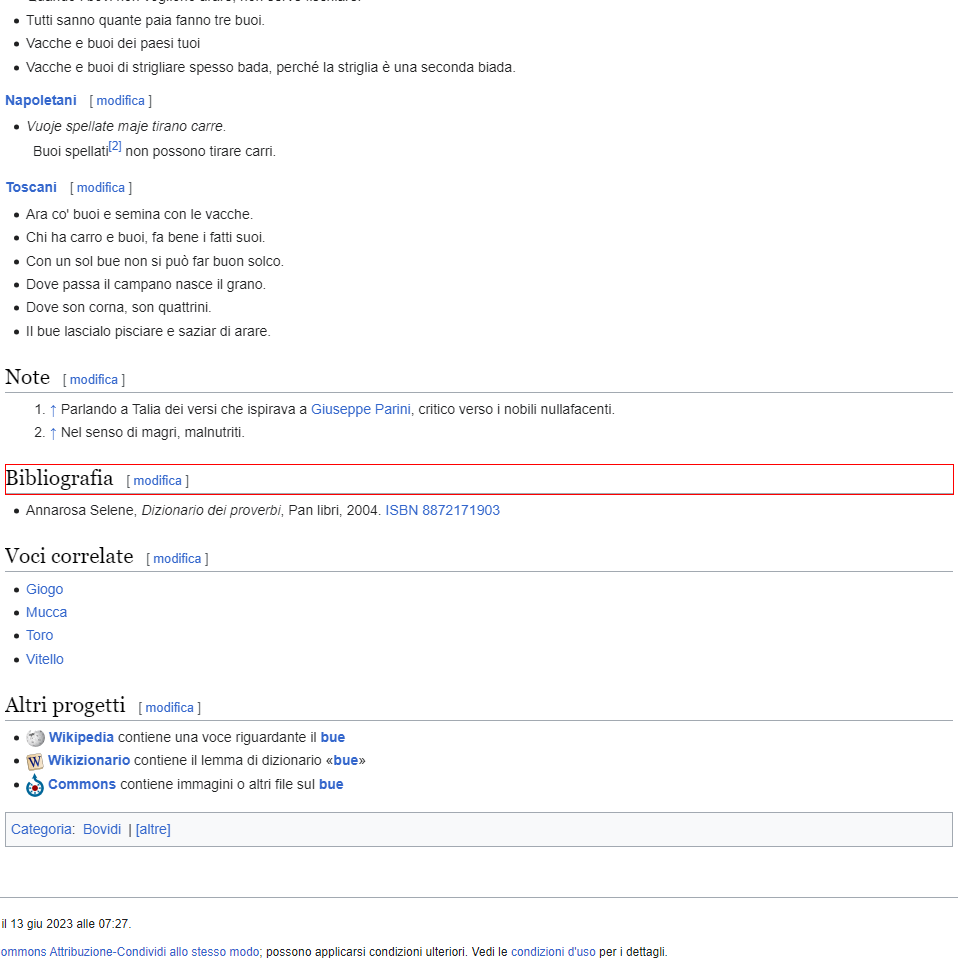 Tutti sanno quante paia fanno tre buoi.
Vacche e buoi dei paesi tuoi
Vacche e buoi di strigliare spesso bada, perché la striglia è una seconda biada.
Napoletani [ modifica ]
Vuoje spellate maje tirano carre.
Buoi spellati[2] non possono tirare carri.
Toscani [ modifica ]
Ara co' buoi e semina con le vacche.
Chi ha carro e buoi, fa bene i fatti suoi.
Con un sol bue non si può far buon solco.
Dove passa il campano nasce il grano.
Dove son corna, son quattrini.
Il bue lascialo pisciare e saziar di arare.
Note [ modifica ]
1. ↑ Parlando a Talia dei versi che ispirava a Giuseppe Parini, critico verso i nobili nullafacenti.
2. ↑ Nel senso di magri, malnutriti.
Bibliografia [ modifica ]
Annarosa Selene, Dizionario dei proverbi, Pan libri, 2004. ISBN 8872171903
Voci correlate [ modifica ]
Giogo
Mucca
Toro
Vitello
Altri progetti [ modifica ]
Wikipedia contiene una voce riguardante il bue
W Wikizionario contiene il lemma di dizionario «bue»
Commons contiene immagini o altri file sul bue
Categoria: Bovidi | [altre]
il 13 giu 2023 alle 07:27.
ommons Attribuzione-Condividi allo stesso modo; possono applicarsi condizioni ulteriori. Vedi le condizioni d'uso per i dettagli.